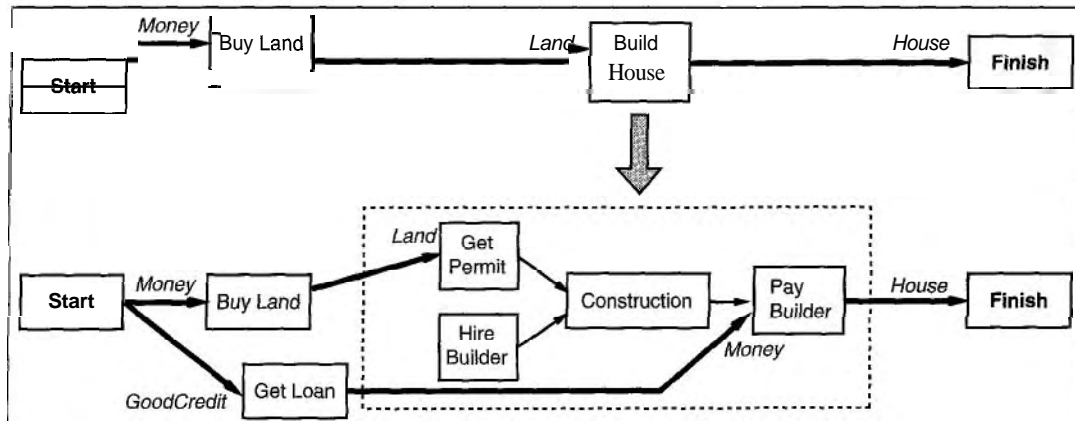 Money
Buy Land
Land
Build
House
House
Finish
Start
Land
Get
Permit
Start
Money
Buy Land
Construction
Pay
Builder
House
Finish
Hire
Builder
Money
GoodCredit
Get Loan